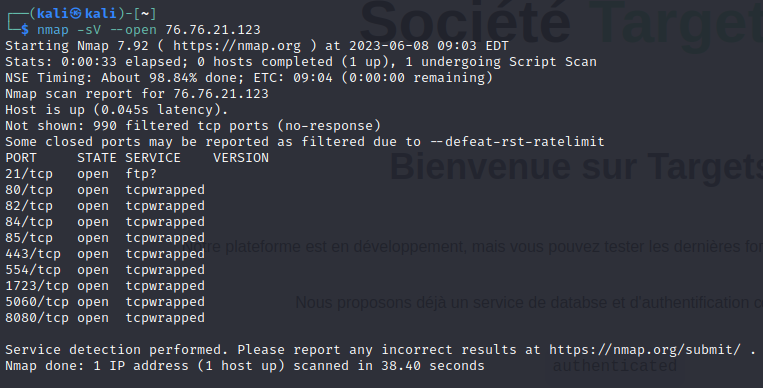 ┌──(kali㉿kali)-[~]
└─$ nmap -sV --open 76.76.21.123
Starting Nmap 7.92 ( https://nmap.org ) at 2023-06-08 09:03 EDT
Stats: 0:00:33 elapsed; 0 hosts completed (1 up), 1 undergoing Script Scan
NSE Timing: About 98.84% done; ETC: 09:04 (0:00:00 remaining)
Nmap scan report for 76.76.21.123
Host is up (0.045s latency).
Not shown: 990 filtered tcp ports (no-response)
Some closed ports may be reported as filtered due to --defeat-rst-ratelimit
PORT     STATE SERVICE    VERSION
21/tcp   open  ftp?
80/tcp   open  tcpwrapped
82/tcp   open  tcpwrapped
84/tcp   open  tcpwrapped
85/tcp   open  tcpwrapped
443/tcp  open  tcpwrapped
554/tcp  open  tcpwrapped
1723/tcp open  tcpwrapped
5060/tcp open  tcpwrapped
8080/tcp open  tcpwrapped
Service detection performed. Please report any incorrect results at https://nmap.org/submit/ .
Nmap done: 1 IP address (1 host up) scanned in 38.40 seconds
Société Target
Bienvenue sur Targets
plateforme est en développement, mais vous pouvez tester les dernières
Nous proposons déjà un service de databse et d'authentification
authenticated